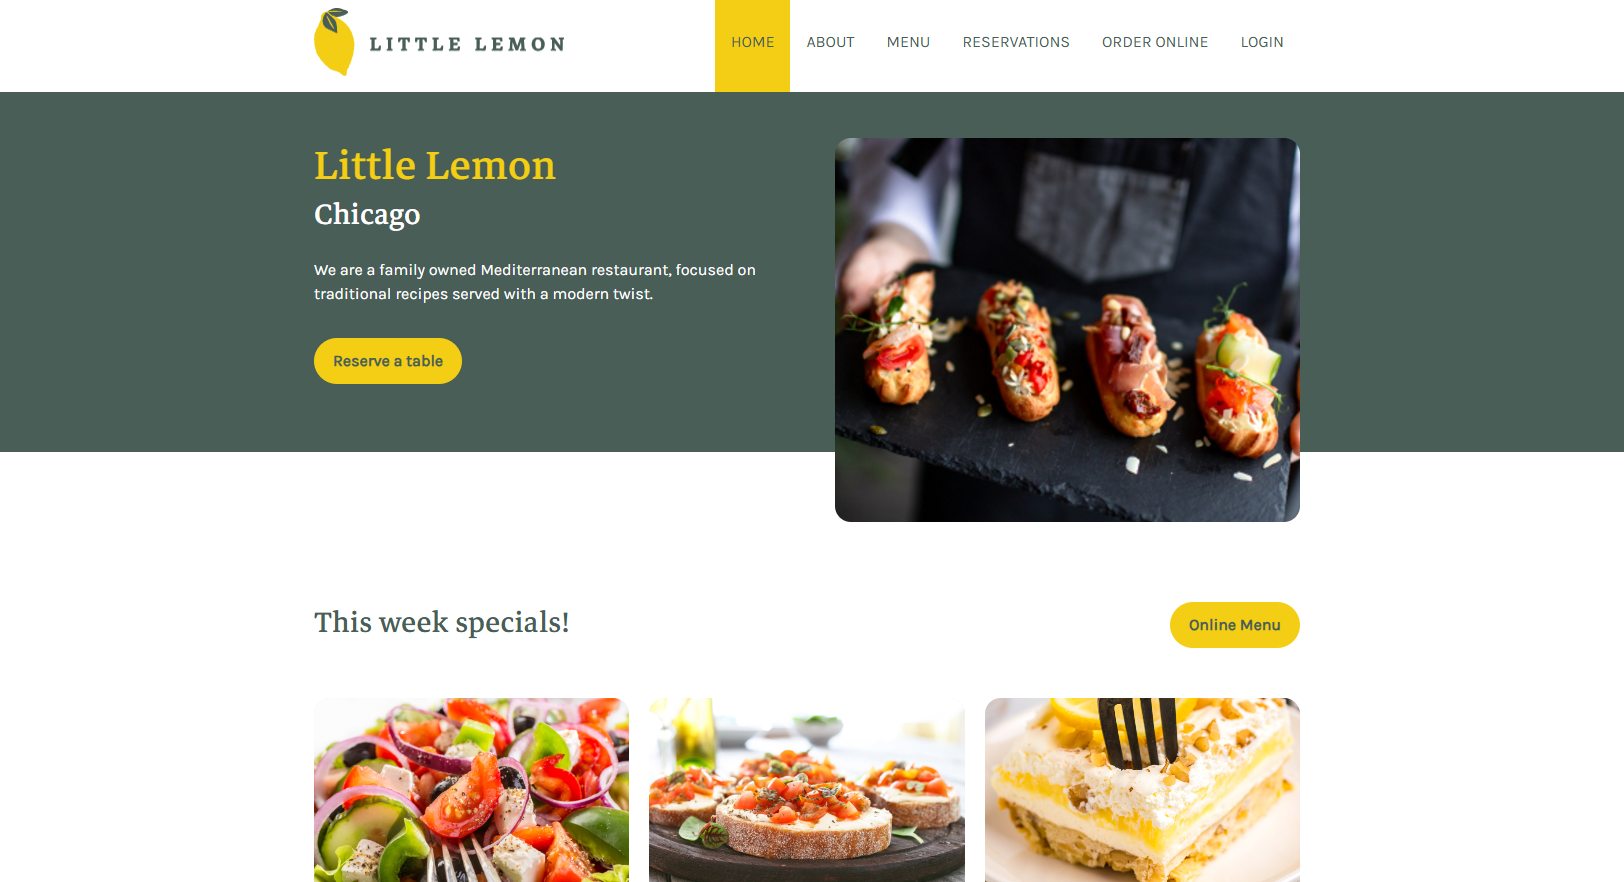 LITTLE LEMON
HOME
ABOUT
MENU
RESERVATIONS
ORDER ONLINE
LOGIN
Little Lemon
Chicago
We are a family owned Mediterranean restaurant, focused on
traditional recipes served with a modern twist.
Reserve a table
This week specials!
Online Menu